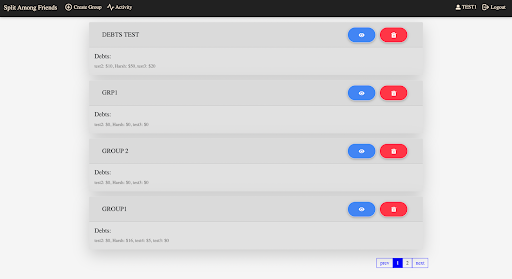 Split Among Friends Create Group Activity TEST1 Logout
DEBTS TEST
Debts:
test2: $10, Harsh: $50, test3: $20
GRP1
Debts:
test2: $0, Harsh: $0, test3: $0
GROUP 2
Debts:
test2: $0, Harsh: $0, test3: $0
GROUP1
Debts:
test2: $0, Harsh: $16, test1: $5, test3: $0
prev 1 2 next